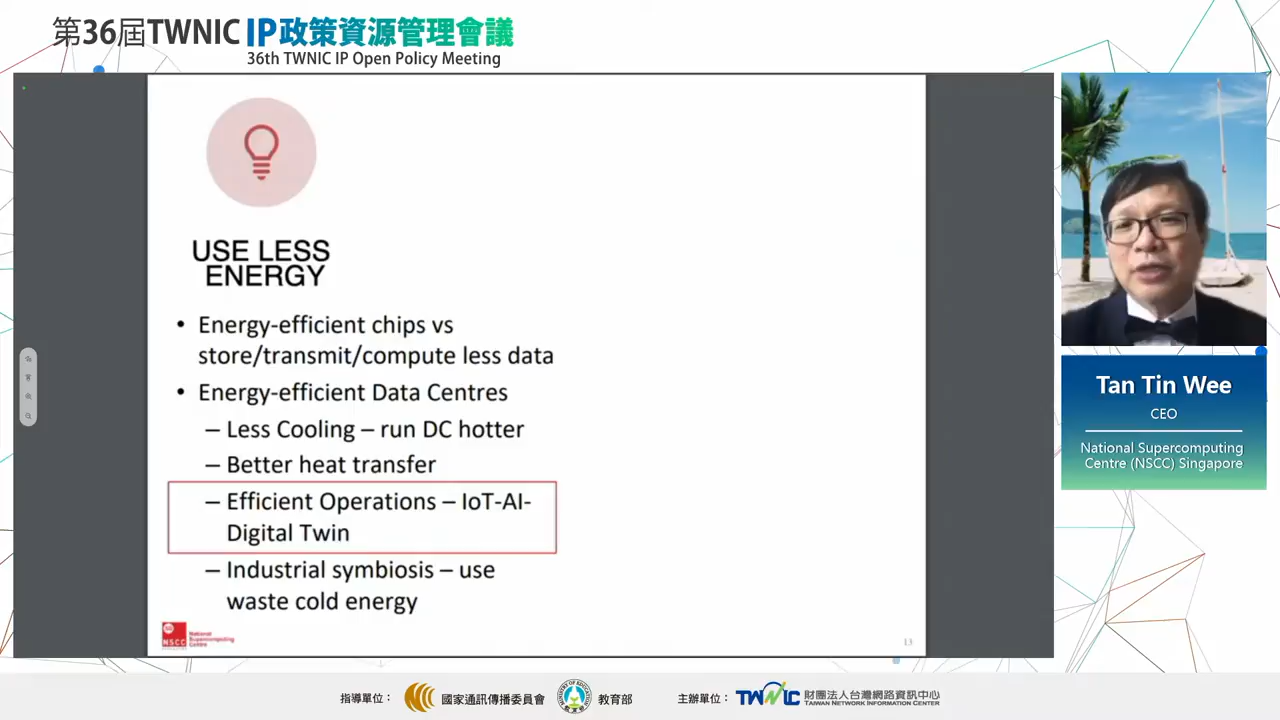 第36屆TWNIC IP政策資源管理會議
36th TWNIC IP Open Policy Meeting
USE LESS
ENERGY
• Energy-efficient chips vs
store/transmit/compute less data
• Energy-efficient Data Centres
– Less Cooling – run DC hotter
– Better heat transfer
– Efficient Operations – IoT-AI-
Digital Twin
– Industrial symbiosis – use
waste cold energy
NSCC
National
Supercomputing
Centre
13
Tan Tin Wee
CEO
National Supercomputing
Centre (NSCC) Singapore
指導單位：
國家通訊傳播委員會
教育部
主辦單位：
TWNIC
財團法人台灣網路資訊中心
TAIWAN NETWORK INFORMATION CENTER